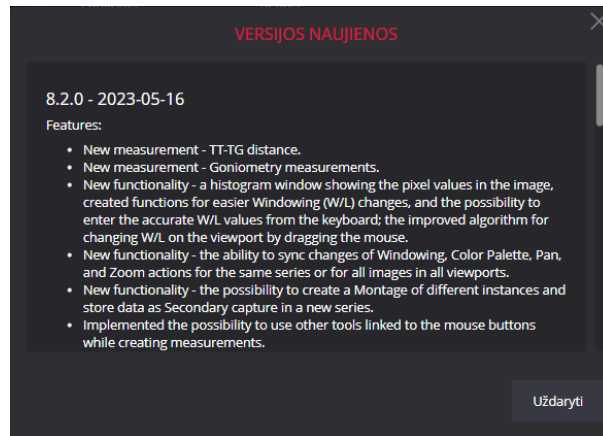 VERSIJOS NAUJIENOS
8.2.0 - 2023-05-16
Features:
• New measurement - TT-TG distance.
• New measurement - Goniometry measurements.
• New functionality - a histogram window showing the pixel values in the image,
created functions for easier Windowing (W/L) changes, and the possibility to
enter the accurate W/L values from the keyboard; the improved algorithm for
changing W/L on the viewport by dragging the mouse.
• New functionality - the ability to sync changes of Windowing, Color Palette, Pan,
and Zoom actions for the same series or for all images in all viewports.
• New functionality - the possibility to create a Montage of different instances and
store data as Secondary capture in a new series.
• Implemented the possibility to use other tools linked to the mouse buttons
while creating measurements.
Uždaryti